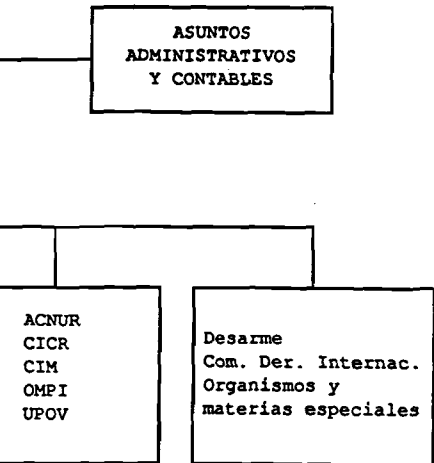 ASUNTOS
ADMINISTRATIVOS
Y CONTABLES
ACNUR
CICR
CIM
OMPI
UPOV
Desarme
Com. Der. Internac.
Organismos y
materias especiales